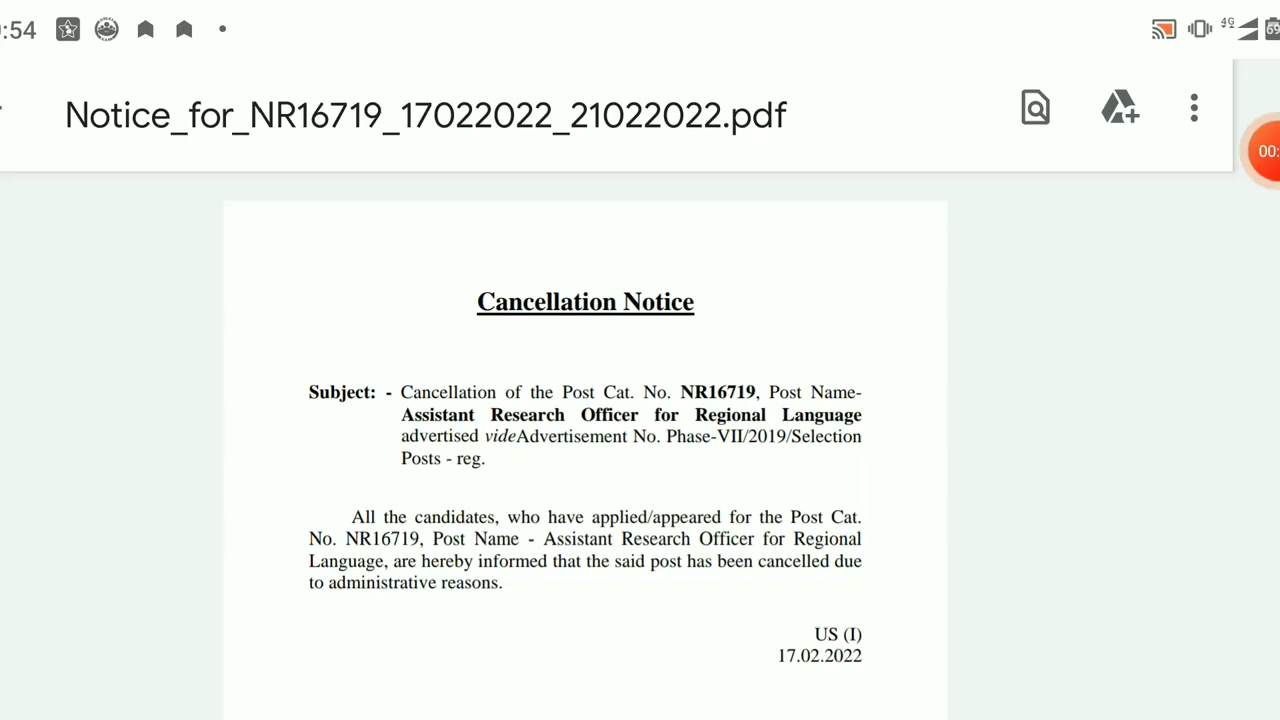 :54
4G
69
Notice_for_NR16719_17022022_21022022.pdf
00:
Cancellation Notice
Subject: - Cancellation of the Post Cat. No. NR16719, Post Name-
Assistant Research Officer for Regional Language
advertised videAdvertisement No. Phase-VII/2019/Selection
Posts - reg.
All the candidates, who have applied/appeared for the Post Cat.
No. NR16719, Post Name - Assistant Research Officer for Regional
Language, are hereby informed that the said post has been cancelled due
to administrative reasons.
US (I)
17.02.2022